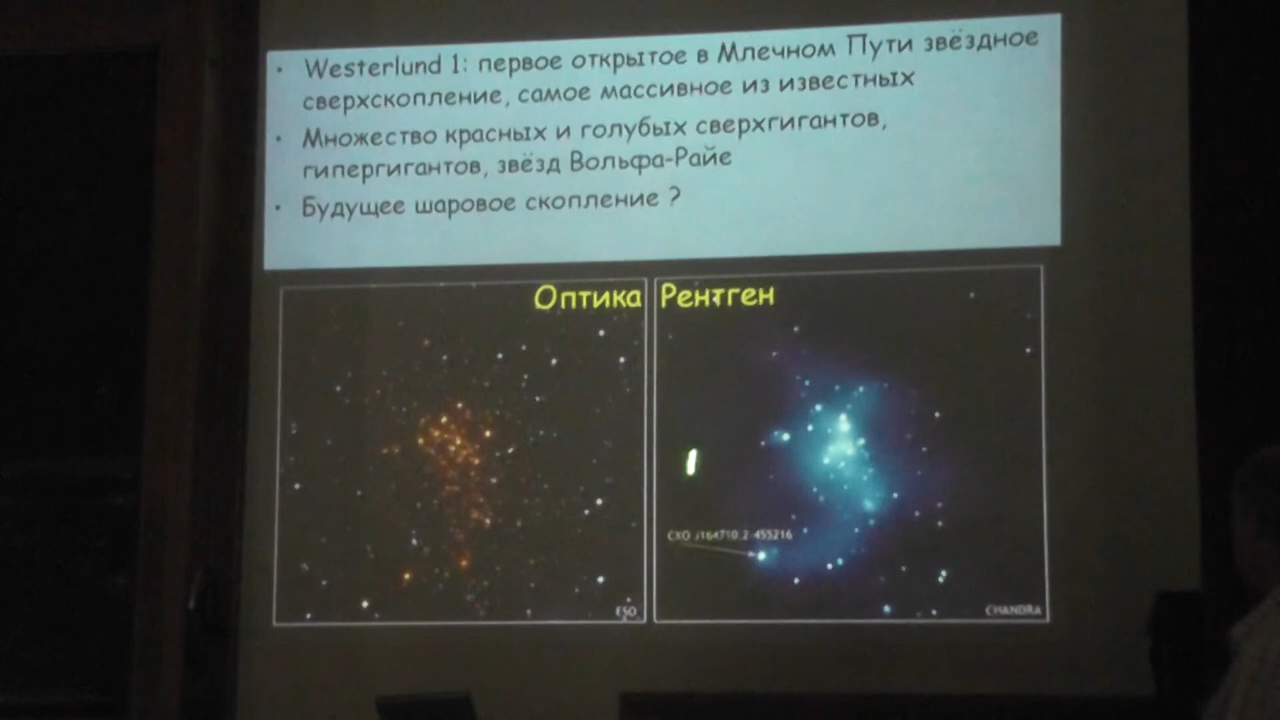 • Westerlund 1: первое открытое в Млечном Пути звёздное
сверхскопление, самое массивное из известных
• Множество красных и голубых сверхгигантов,
гипергигантов, звёзд Вольфа-Райе
• Будущее шаровое скопление ?
Оптика
Рентген
CXO J164710.2-455216
ESO
CHANDRA